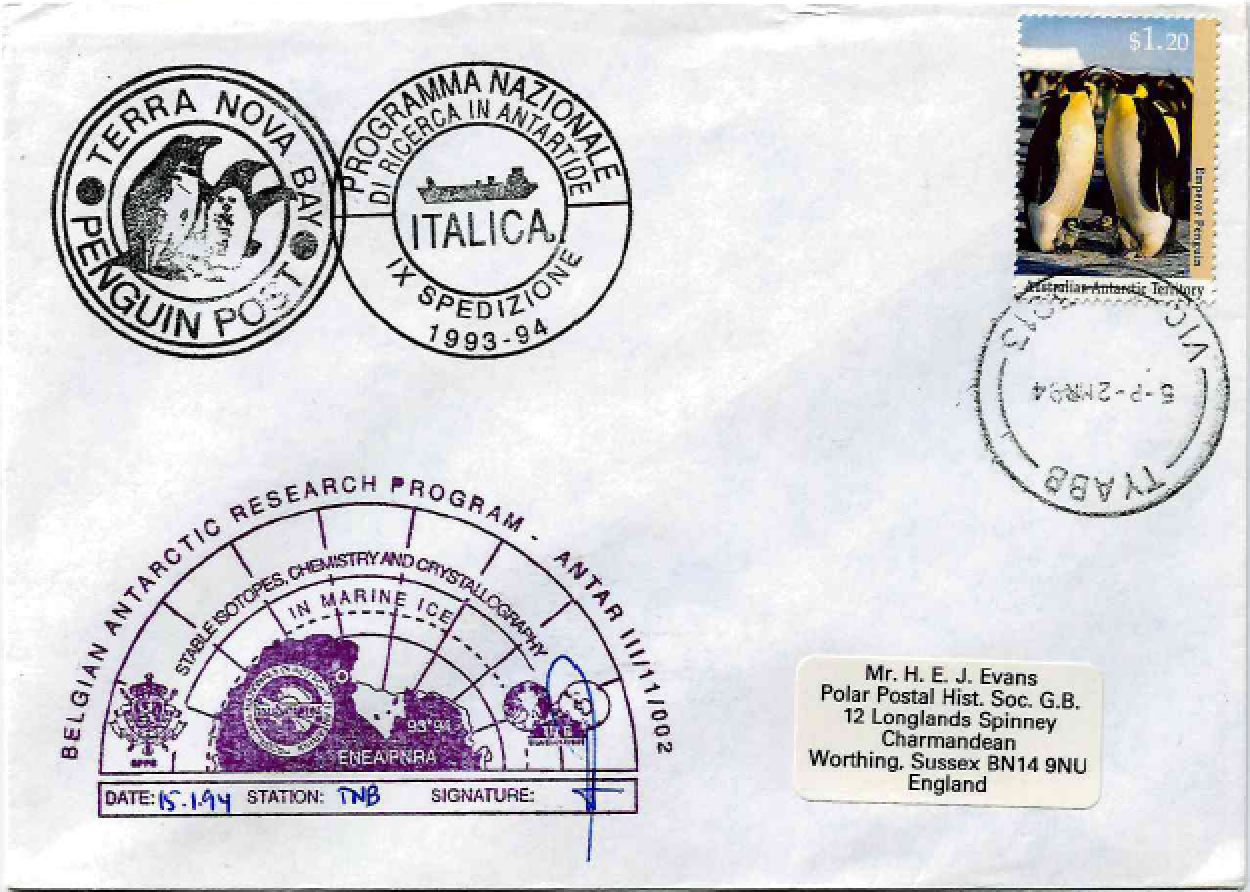 TERRA NOVA BAY
PENGUIN POST
PROGRAMMA NAZIONALE
DI RICERCA IN ANTARTIDE
ITALICA
IX SPEDIZIONE
1993-94
$1.20
Emperor Penguin
Australian Antarctic Territory
VIC 3913
5-P-2MR94
TYABB
BELGIAN ANTARCTIC RESEARCH PROGRAM - ANTAR III/11/002
STABLE ISOTOPES, CHEMISTRY AND CRYSTALLOGRAPHY
IN MARINE ICE
93*94
ENEA/PNRA
DATE: 15.1.94 STATION: TNB SIGNATURE:
Mr. H. E. J. Evans
Polar Postal Hist. Soc. G.B.
12 Longlands Spinney
Charmandean
Worthing, Sussex BN14 9NU
England